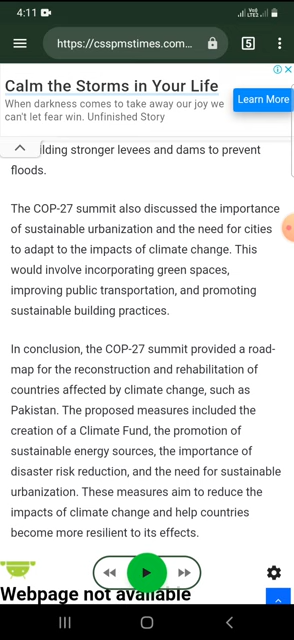 4:11
Vo) LTE2
https://csspmstimes.com...
5
Calm the Storms in Your Life
When darkness comes to take away our joy we
can't let fear win. Unfinished Story
Learn More
ilding stronger levees and dams to prevent
floods.
The COP-27 summit also discussed the importance
of sustainable urbanization and the need for cities
to adapt to the impacts of climate change. This
would involve incorporating green spaces,
improving public transportation, and promoting
sustainable building practices.
In conclusion, the COP-27 summit provided a road-
map for the reconstruction and rehabilitation of
countries affected by climate change, such as
Pakistan. The proposed measures included the
creation of a Climate Fund, the promotion of
sustainable energy sources, the importance of
disaster risk reduction, and the need for sustainable
urbanization. These measures aim to reduce the
impacts of climate change and help countries
become more resilient to its effects.
Webpage not available